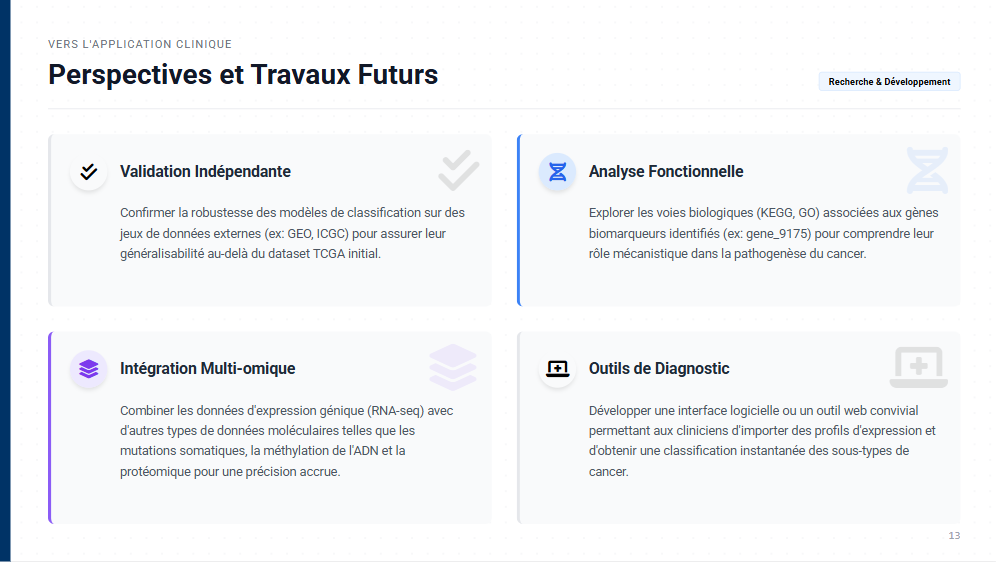 VERS L'APPLICATION CLINIQUE
Perspectives et Travaux Futurs
Recherche & Développement
Validation Indépendante
Confirmer la robustesse des modèles de classification sur des
jeux de données externes (ex: GEO, ICGC) pour assurer leur
généralisabilité au-delà du dataset TCGA initial.
Analyse Fonctionnelle
Explorer les voies biologiques (KEGG, GO) associées aux gènes
biomarqueurs identifiés (ex: gene_9175) pour comprendre leur
rôle mécanistique dans la pathogenèse du cancer.
Intégration Multi-omique
Combiner les données d'expression génique (RNA-seq) avec
d'autres types de données moléculaires telles que les
mutations somatiques, la méthylation de l'ADN et la
protéomique pour une précision accrue.
Outils de Diagnostic
Développer une interface logicielle ou un outil web convivial
permettant aux cliniciens d'importer des profils d'expression et
d'obtenir une classification instantanée des sous-types de
cancer.
13